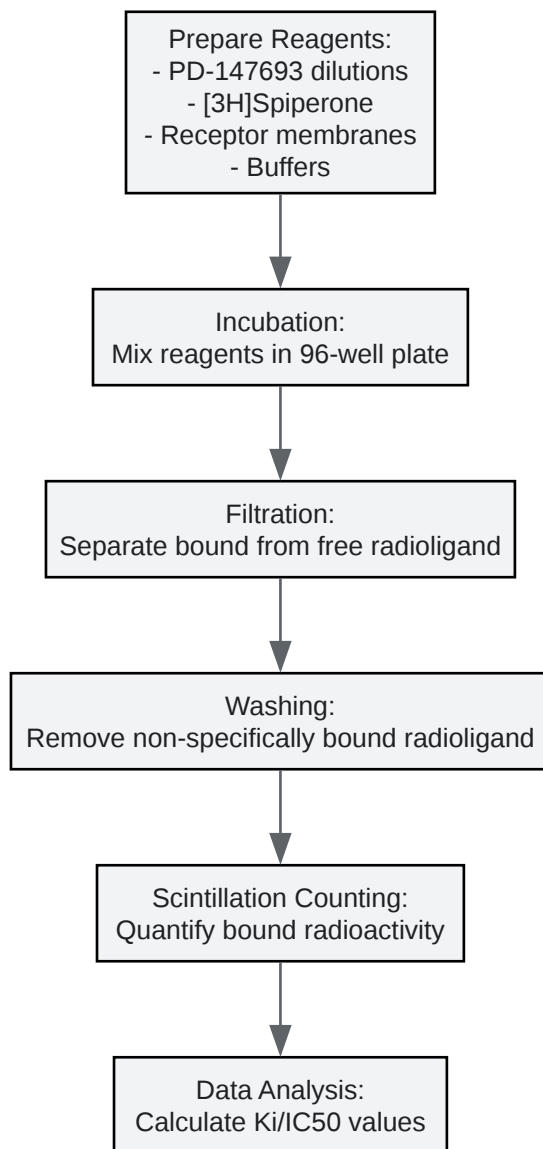 Prepare Reagents:
- PD-147693 dilutions
- [3H]Spiperone
- Receptor membranes
- Buffers
Incubation:
Mix reagents in 96-well plate
Filtration:
Separate bound from free radioligand
Washing:
Remove non-specifically bound radioligand
Scintillation Counting:
Quantify bound radioactivity
Data Analysis:
Calculate Ki/IC50 values